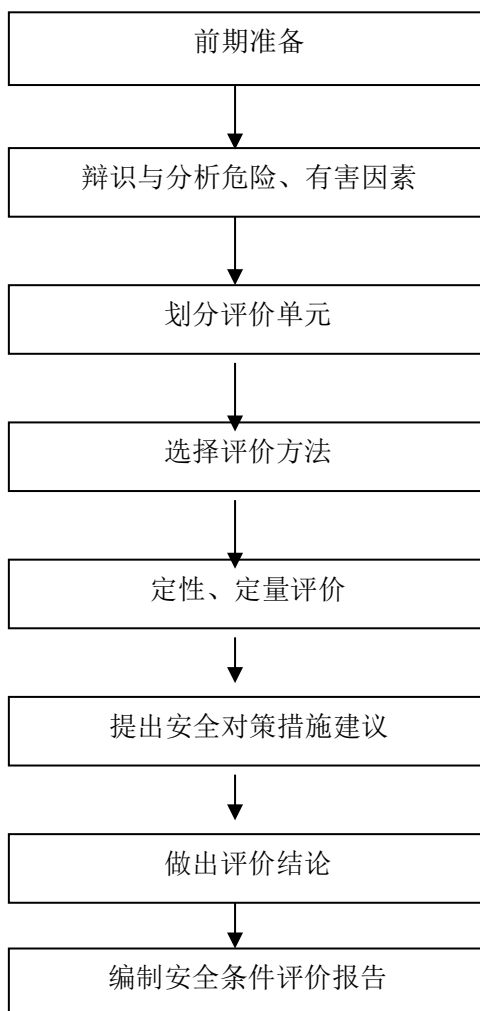 前期准备
辩识与分析危险、有害因素
划分评价单元
选择评价方法
定性、定量评价
提出安全对策措施建议
做出评价结论
编制安全条件评价报告